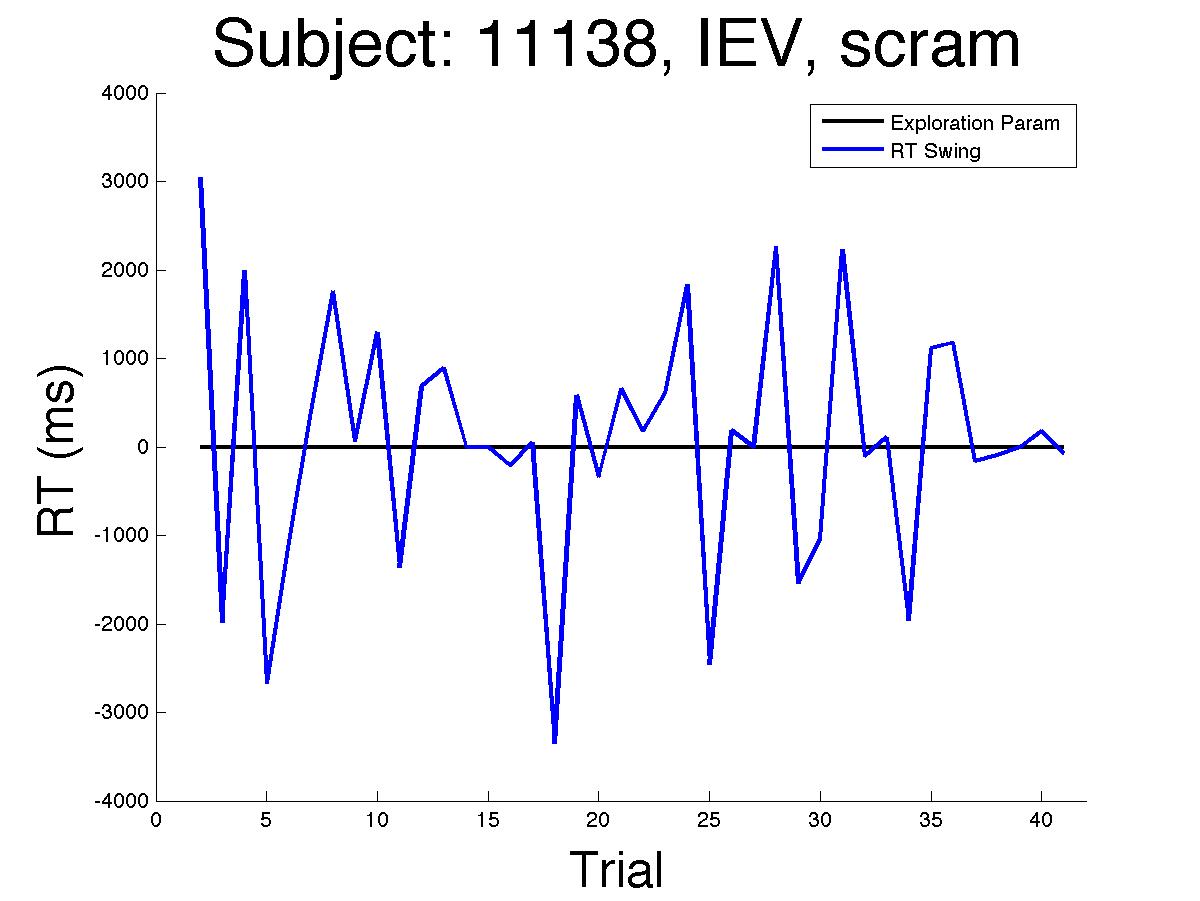 Subject: 11138, IEV, scram
Exploration Param
RT Swing
4000
3000
2000
1000
0
-1000
-2000
-3000
-4000
RT (ms)
0 5 10 15 20 25 30 35 40
Trial